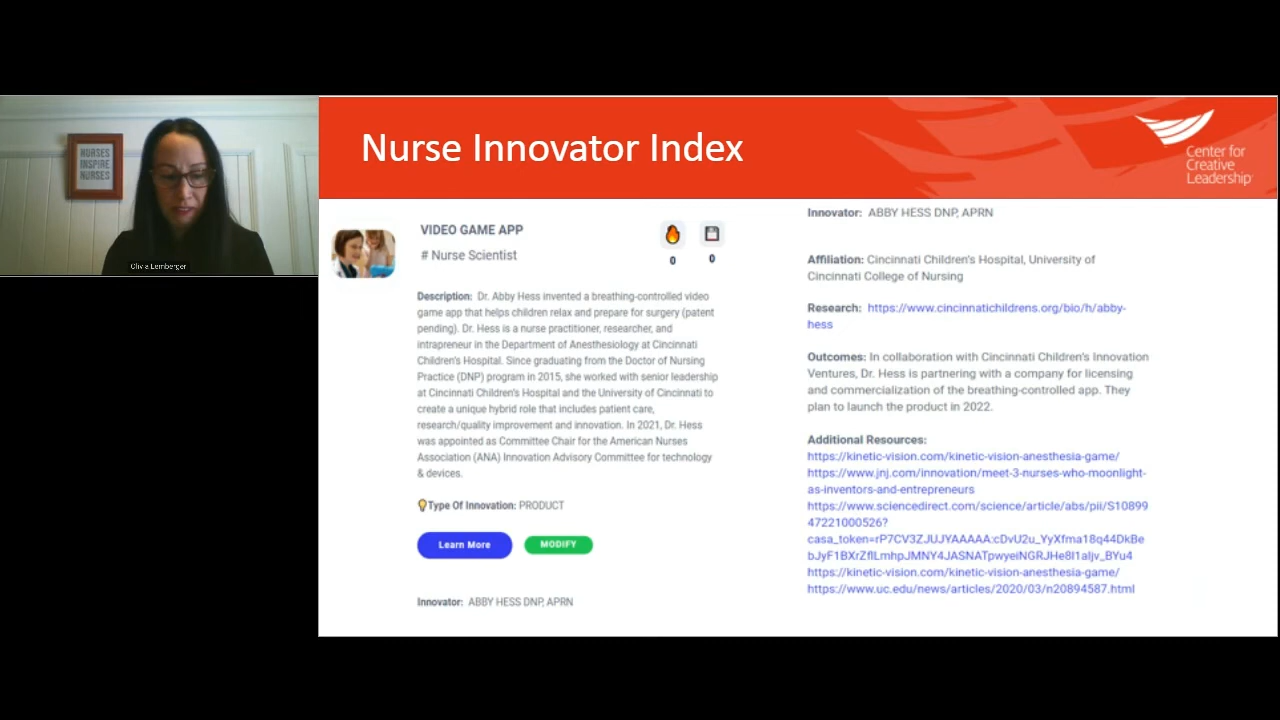 NURSES
INSPIRE
NURSES
Olivia Lemberger
Nurse Innovator Index
Center for
Creative
Leadership
VIDEO GAME APP
# Nurse Scientist
0
0
Description: Dr. Abby Hess invented a breathing-controlled video
game app that helps children relax and prepare for surgery (patent
pending). Dr. Hess is a nurse practitioner, researcher, and
intrapreneur in the Department of Anesthesiology at Cincinnati
Children's Hospital. Since graduating from the Doctor of Nursing
Practice (DNP) program in 2015, she worked with senior leadership
at Cincinnati Children's Hospital and the University of Cincinnati to
create a unique hybrid role that includes patient care,
research/quality improvement and innovation. In 2021, Dr. Hess
was appointed as Committee Chair for the American Nurses
Association (ANA) Innovation Advisory Committee for technology
& devices.
Type Of Innovation: PRODUCT
Learn More
MODIFY
Innovator: ABBY HESS DNP, APRN
Innovator: ABBY HESS DNP, APRN
Affiliation: Cincinnati Children's Hospital, University of
Cincinnati College of Nursing
Research: https://www.cincinnatichildrens.org/bio/h/abby-
hess
Outcomes: In collaboration with Cincinnati Children's Innovation
Ventures, Dr. Hess is partnering with a company for licensing
and commercialization of the breathing-controlled app. They
plan to launch the product in 2022.
Additional Resources:
https://kinetic-vision.com/kinetic-vision-anesthesia-game/
https://www.jnj.com/innovation/meet-3-nurses-who-moonlight-
as-inventors-and-entrepreneurs
https://www.sciencedirect.com/science/article/abs/pii/S10899
47221000526?
casa_token=rP7CV3ZJUJYAAAAA:cDvU2u_YyXfma18q44DkBe
bJyF1BXrZflLmhpJMNY4JASNATpwyeiNGRJHe8I1aljv_BYu4
https://kinetic-vision.com/kinetic-vision-anesthesia-game/
https://www.uc.edu/news/articles/2020/03/n20894587.html